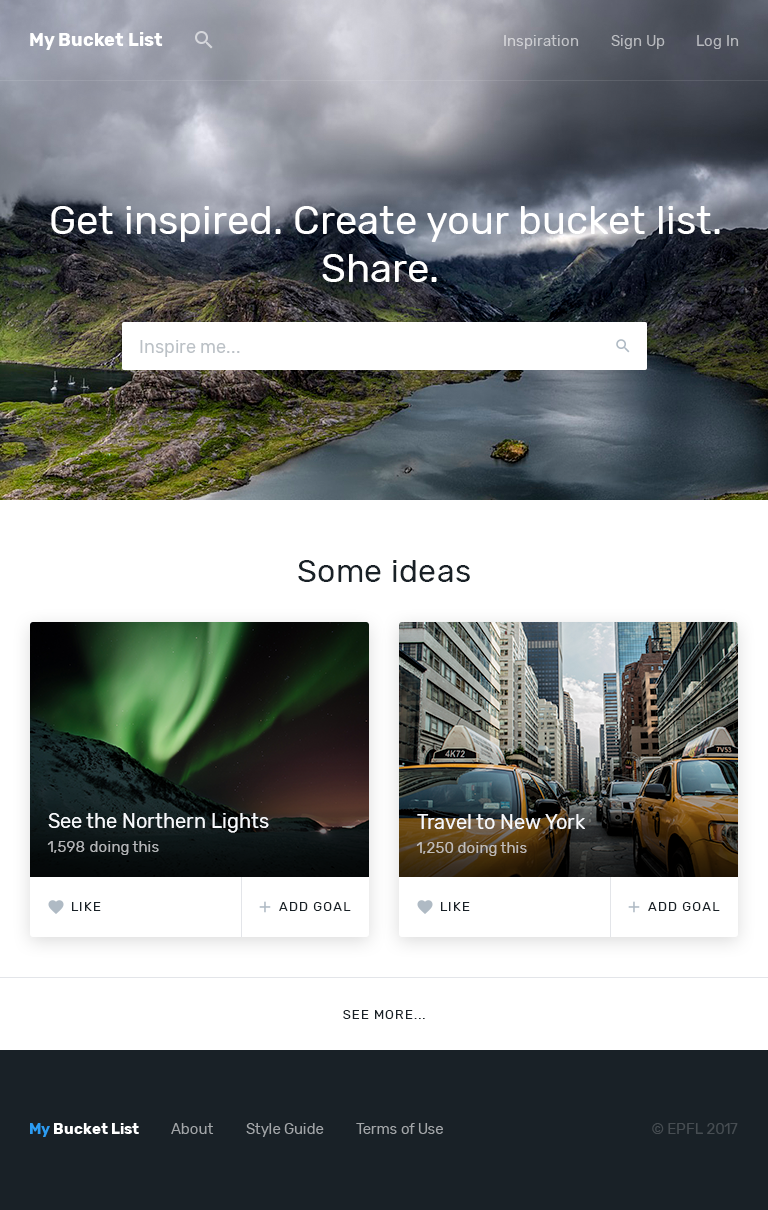 My Bucket List Inspiration Sign Up Log In
Get inspired. Create your bucket list.
Share.
Inspire me...
Some ideas
4K72
7V53
See the Northern Lights
1,598 doing this
Travel to New York
1,250 doing this
LIKE ADD GOAL
LIKE ADD GOAL
SEE MORE...
My Bucket List About Style Guide Terms of Use © EPFL 2017